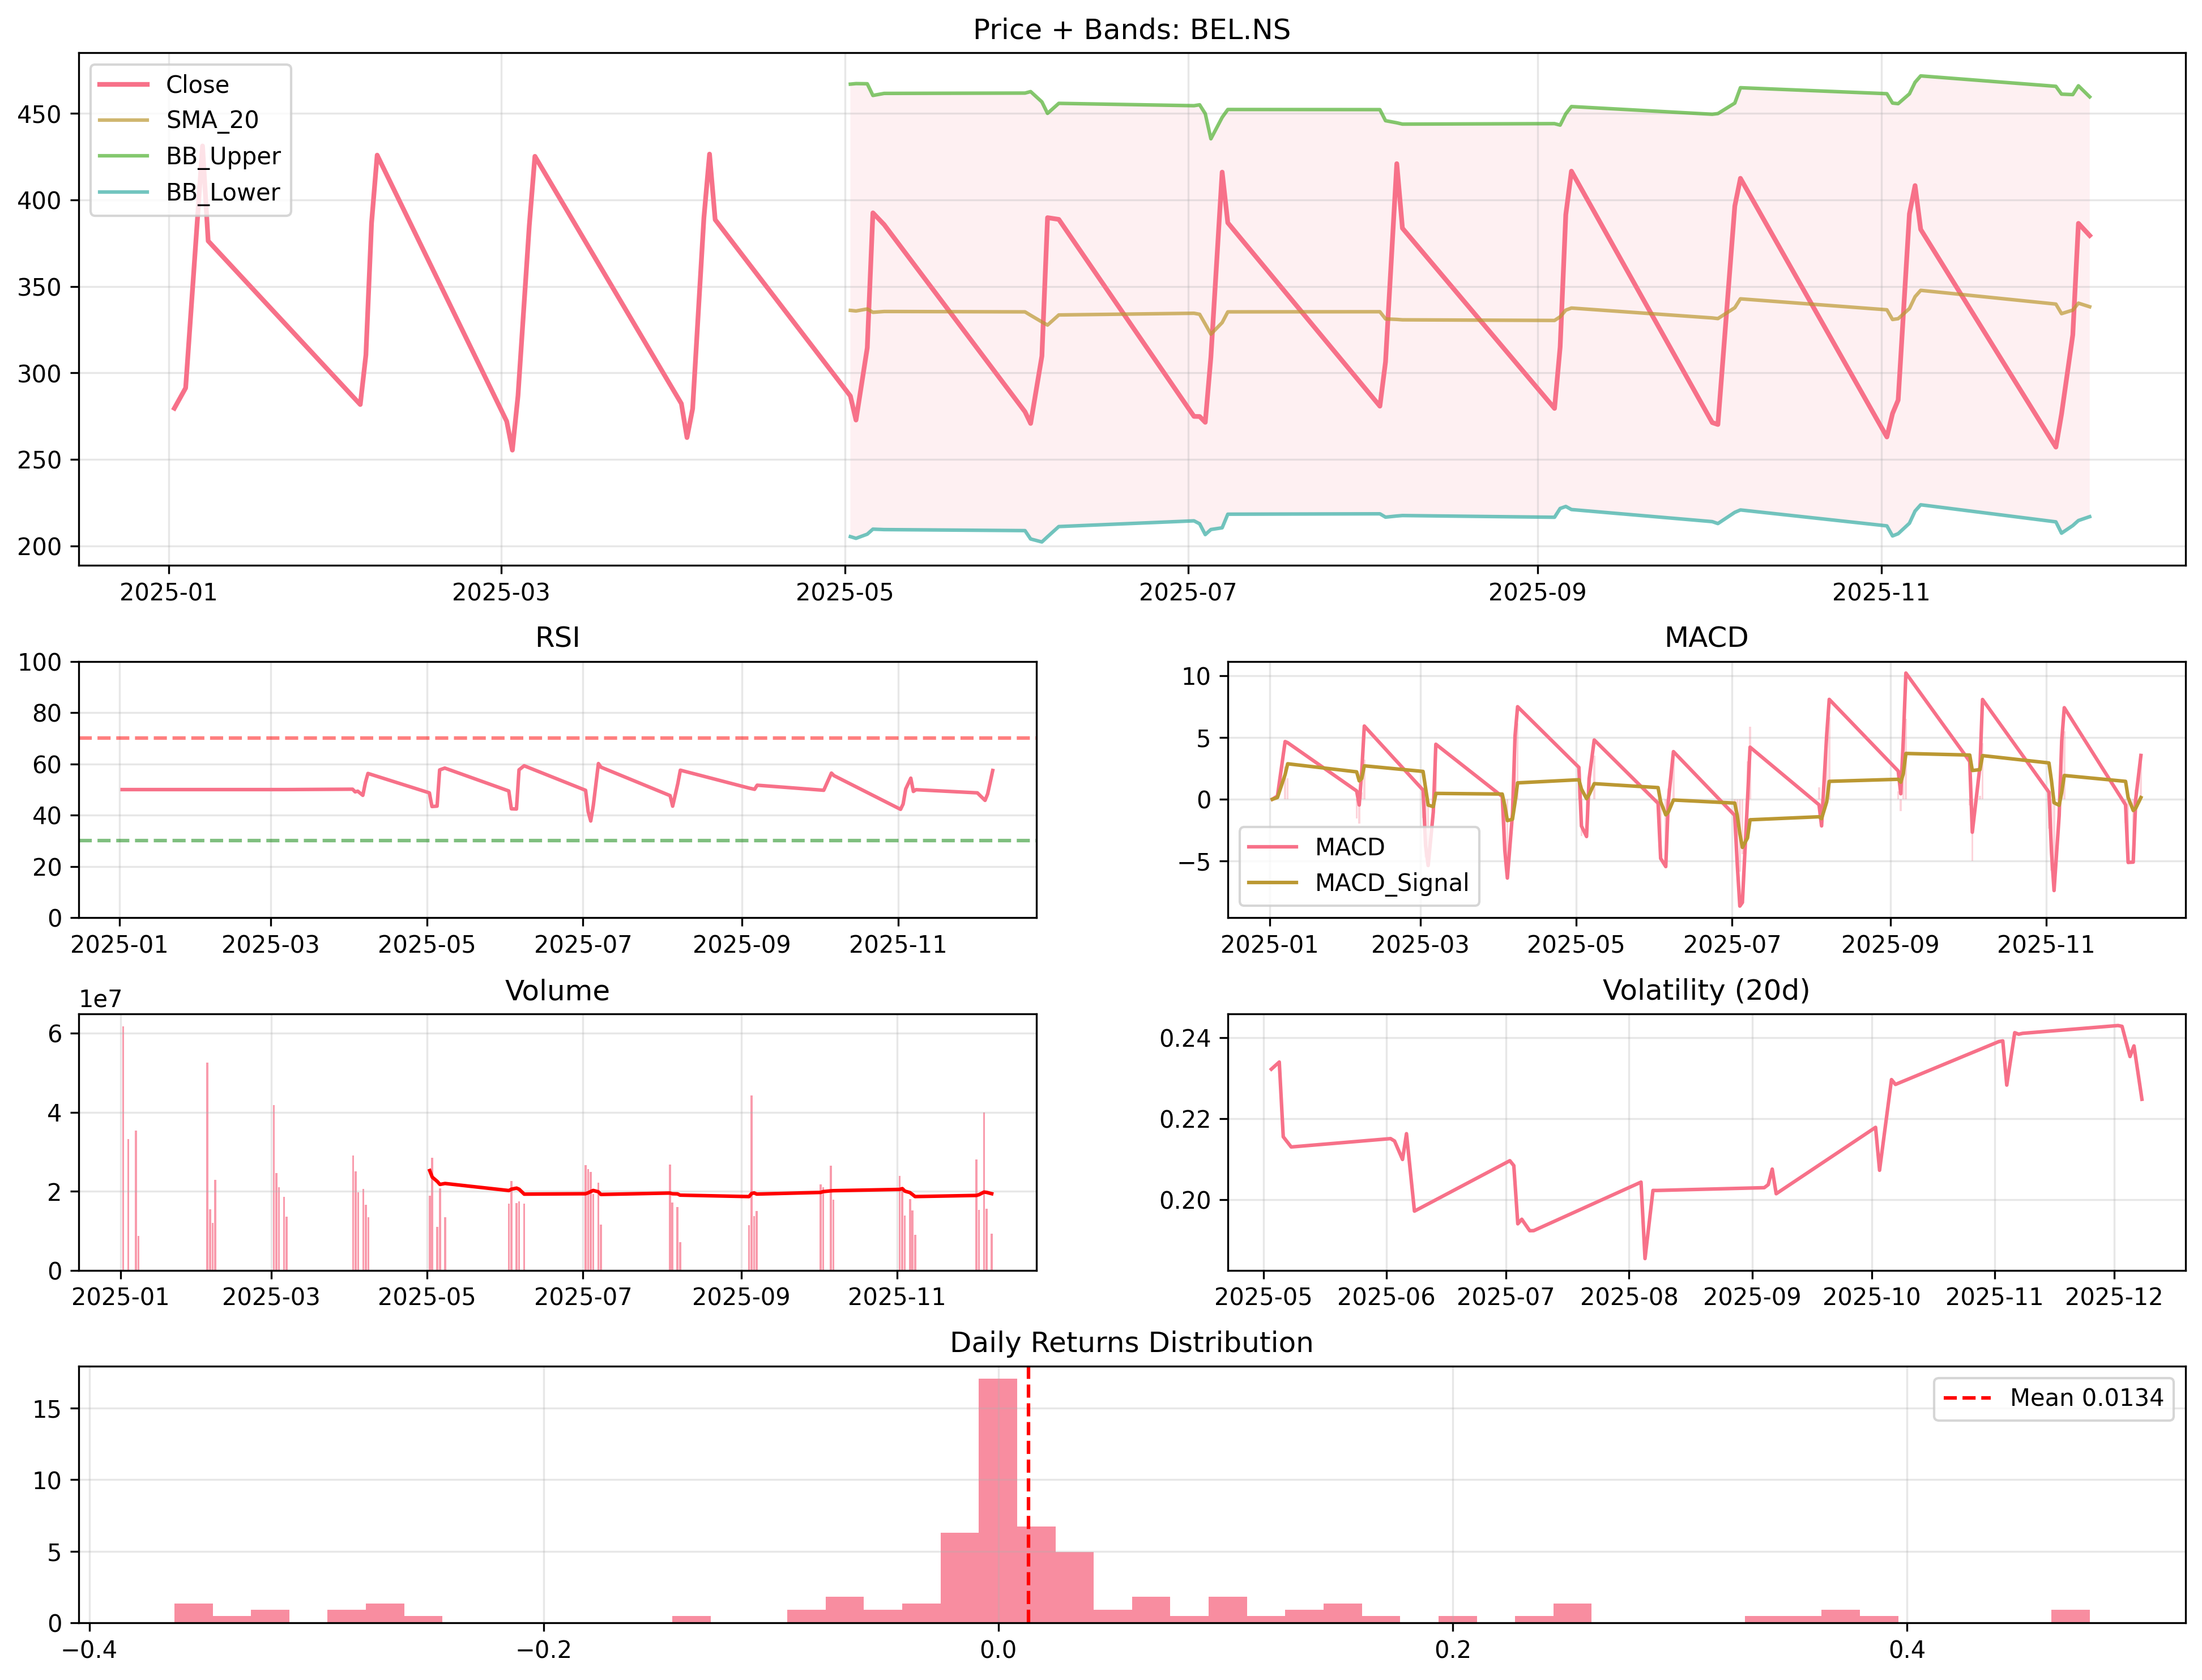 Price + Bands: BEL.NS
Close
SMA_20
BB_Upper
BB_Lower
450
400
350
300
250
200
2025-01 2025-03 2025-05 2025-07 2025-09 2025-11
RSI
100
80
60
40
20
0
2025-01 2025-03 2025-05 2025-07 2025-09 2025-11
MACD
10
5
0
−5
MACD
MACD_Signal
2025-01 2025-03 2025-05 2025-07 2025-09 2025-11
Volume
1e7
6
4
2
0
2025-01 2025-03 2025-05 2025-07 2025-09 2025-11
Volatility (20d)
0.24
0.22
0.20
2025-05 2025-06 2025-07 2025-08 2025-09 2025-10 2025-11 2025-12
Daily Returns Distribution
Mean 0.0134
15
10
5
0
−0.4 −0.2 0.0 0.2 0.4